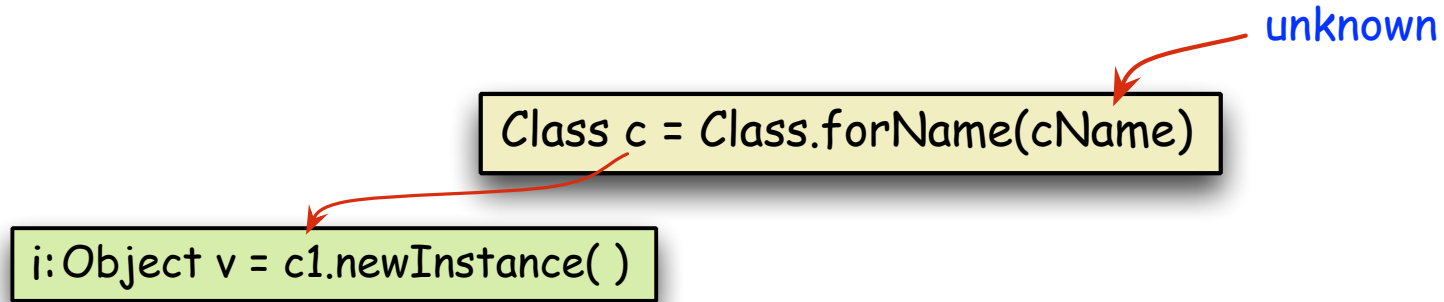 unknown
Class c = Class.forName(cName)
i: Object v = c1.newInstance( )